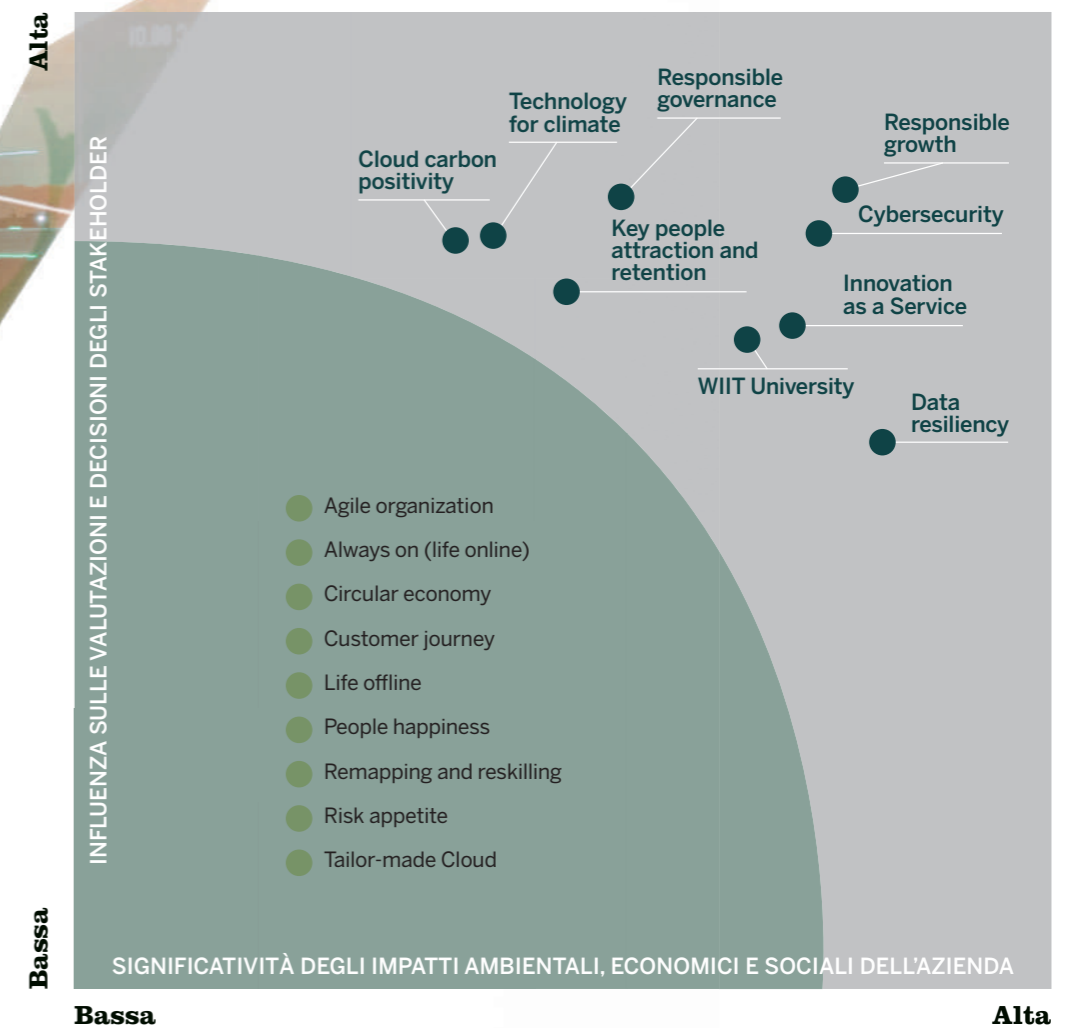 Alta
INFLUENZA SULLE VALUTAZIONI E DECISIONI DEGLI STAKEHOLDER
Bassa
Responsible
governance
Technology
for climate
Responsible
growth
Cloud carbon
positivity
Cybersecurity
Key people
attraction and
retention
Innovation
as a Service
WIIT University
Data
resiliency
Agile organization
Always on (life online)
Circular economy
Customer journey
Life offline
People happiness
Remapping and reskilling
Risk appetite
Tailor-made Cloud
SIGNIFICATIVITÀ DEGLI IMPATTI AMBIENTALI, ECONOMICI E SOCIALI DELL'AZIENDA
Bassa
Alta